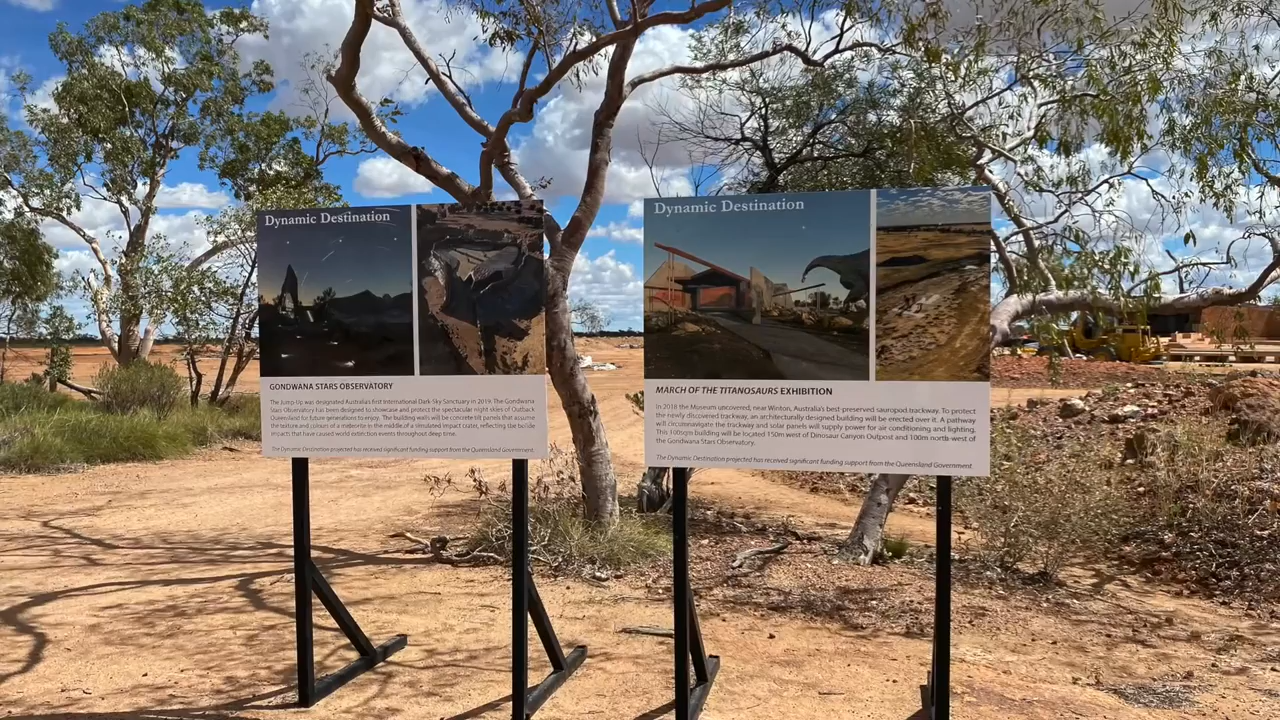 Dynamic Destination
GONDWANA STARS OBSERVATORY
The Jump-Up was designated Australia's first International Dark-Sky Sanctuary in 2019. The Gondwana
Stars Observatory has been designed to showcase and protect the spectacular night skies of Outback
Queensland for future generations to enjoy. The building walls will be concrete tilt panels that assume
the texture and colours of a meteorite in the middle of a simulated impact crater, reflecting the bolide
impacts that have caused world extinction events throughout deep time.
The Dynamic Destination project has received significant funding support from the Queensland Government.
Dynamic Destination
MARCH OF THE TITANOSAURS EXHIBITION
In 2018 the Museum uncovered, near Winton, Australia's best-preserved sauropod trackway. To protect
the newly discovered trackway, an architecturally designed building will be erected over it. A pathway
will circumnavigate the trackway and solar panels will supply power for air conditioning and lighting.
This 100sqm building will be located 150m west of Dinosaur Canyon Outpost and 100m north-west of
the Gondwana Stars Observatory.
The Dynamic Destination project has received significant funding support from the Queensland Government.